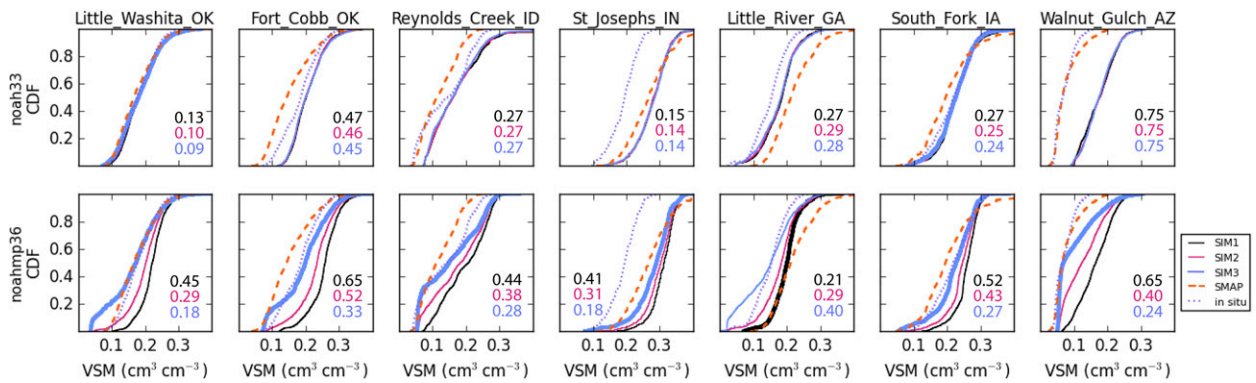 Little_Washita_OK Fort_Cobb_OK Reynolds_Creek_ID St_Josephs_IN Little_River_GA South_Fork_IA Walnut_Gulch_AZ
noah33
CDF
0.8
0.6
0.4
0.2
0.13 0.47 0.27 0.15 0.27 0.27 0.75
0.10 0.46 0.27 0.14 0.29 0.25 0.75
0.09 0.45 0.27 0.14 0.28 0.24 0.75
noahmp36
CDF
0.8
0.6
0.4
0.2
0.45 0.65 0.44 0.41 0.21 0.52 0.65
0.29 0.52 0.38 0.31 0.29 0.43 0.40
0.18 0.33 0.28 0.18 0.40 0.27 0.24
0.1 0.2 0.3 0.1 0.2 0.3 0.1 0.2 0.3 0.1 0.2 0.3 0.1 0.2 0.3 0.1 0.2 0.3 0.1 0.2 0.3
VSM (cm³ cm⁻³) VSM (cm³ cm⁻³) VSM (cm³ cm⁻³) VSM (cm³ cm⁻³) VSM (cm³ cm⁻³) VSM (cm³ cm⁻³) VSM (cm³ cm⁻³)
SIM1
SIM2
SIM3
SMAP
in situ